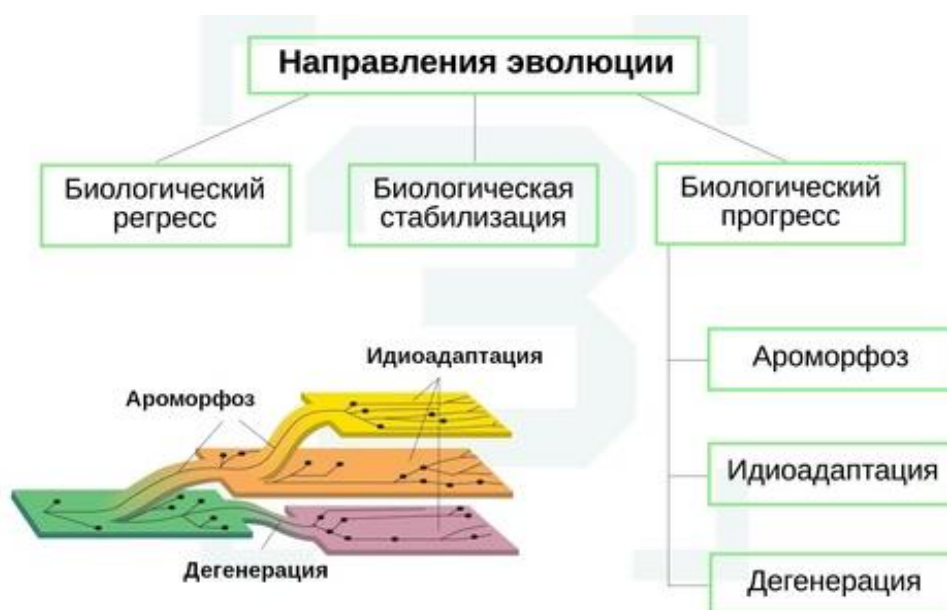 Направления эволюции
Биологический
регресс
Биологическая
стабилизация
Биологический
прогресс
Ароморфоз
Идиоадаптация
Дегенерация
Идиоадаптация
Ароморфоз
Дегенерация